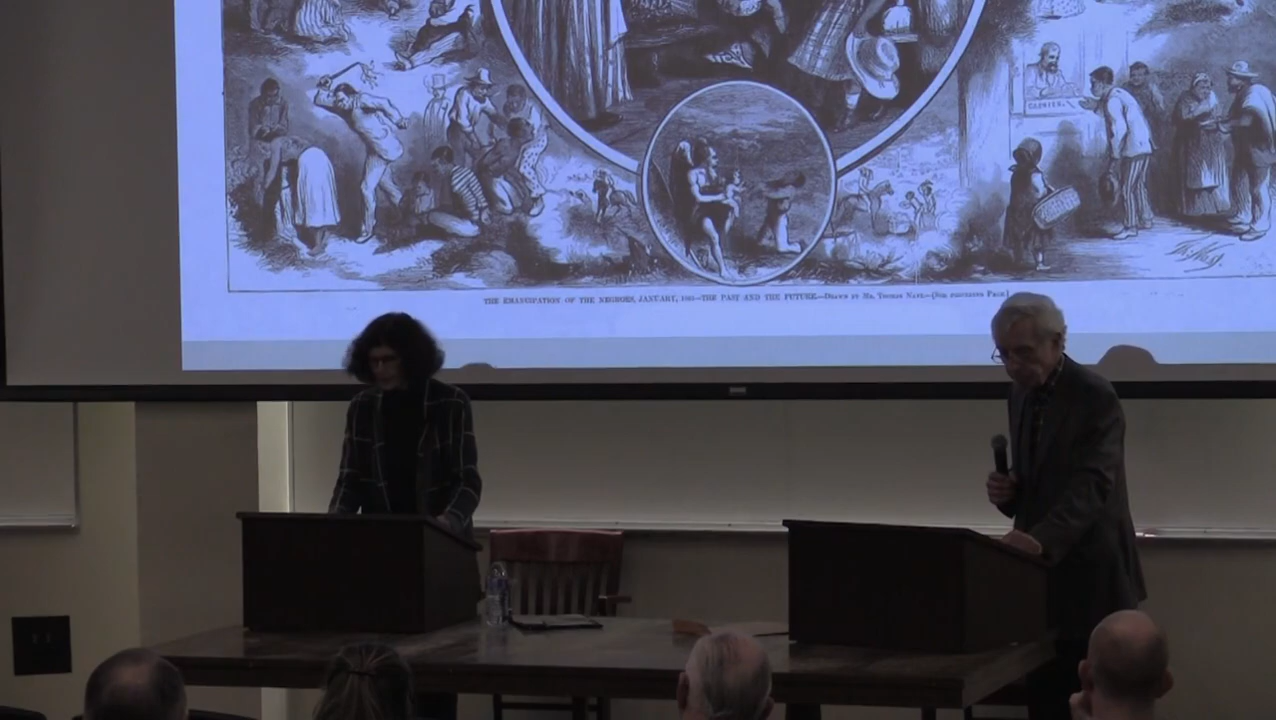 CASHIER.
THE EMANCIPATION OF THE NEGROES, JANUARY, 1863—THE PAST AND THE FUTURE.—DRAWN BY MR. THOMAS NAST.—[SEE PRECEDING PAGE]